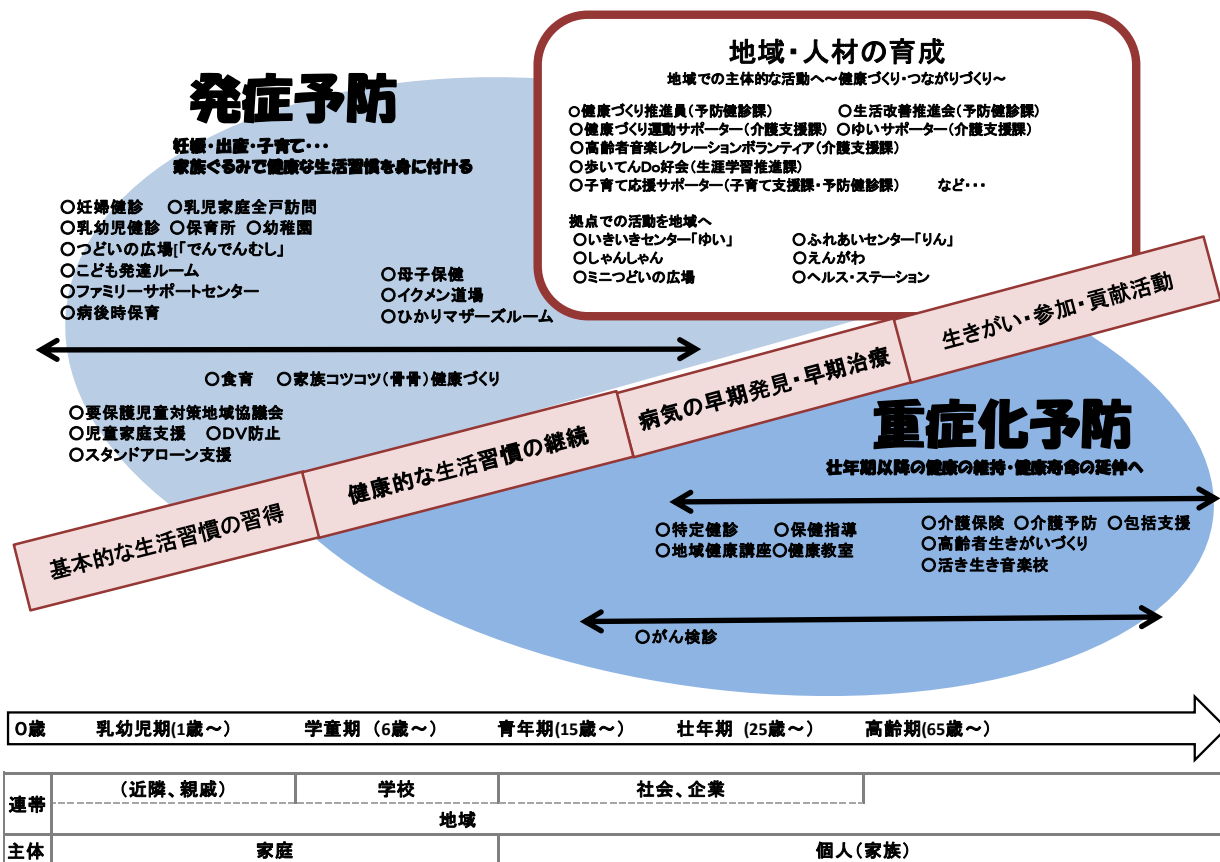 発症予防
妊娠・出産・子育て・・・
家族ぐるみで健康な生活習慣を身に付ける
○妊婦健診 ○乳児家庭全戸訪問
○乳幼児健診 ○保育所 ○幼稚園
○つどいの広場[「でんでんむし」
○こども発達ルーム
○ファミリーサポートセンター
○病後時保育
○母子保健
○イクメン道場
○ひかりマザーズルーム
○食育 ○家族コツコツ(骨骨)健康づくり
○要保護児童対策地域協議会
○児童家庭支援 ○DV防止
○スタンドアローン支援
地域・人材の育成
地域での主体的な活動へ～健康づくり・つながりづくり～
○健康づくり推進員(予防健診課) ○生活改善推進会(予防健診課)
○健康づくり運動サポーター(介護支援課) ○ゆいサポーター(介護支援課)
○高齢者音楽レクレーションボランティア(介護支援課)
○歩いてんDo好会(生涯学習推進課)
○子育て応援サポーター(子育て支援課・予防健診課) など・・・
拠点での活動を地域へ
○いきいきセンター「ゆい」 ○ふれあいセンター「りん」
○しゃんしゃん ○えんがわ
○ミニつどいの広場 ○ヘルス・ステーション
基本的な生活習慣の習得
健康的な生活習慣の継続
病気の早期発見・早期治療
生きがい・参加・貢献活動
重症化予防
壮年期以降の健康の維持・健康寿命の延伸へ
○特定健診 ○保健指導
○地域健康講座○健康教室
○介護保険 ○介護予防 ○包括支援
○高齢者生きがいづくり
○活き生き音楽校
○がん検診
0歳 乳幼児期(1歳～) 学童期 (6歳～) 青年期(15歳～) 壮年期 (25歳～) 高齢期(65歳～)
連帯 (近隣、親戚) 学校 社会、企業
地域
主体 家庭 個人(家族)